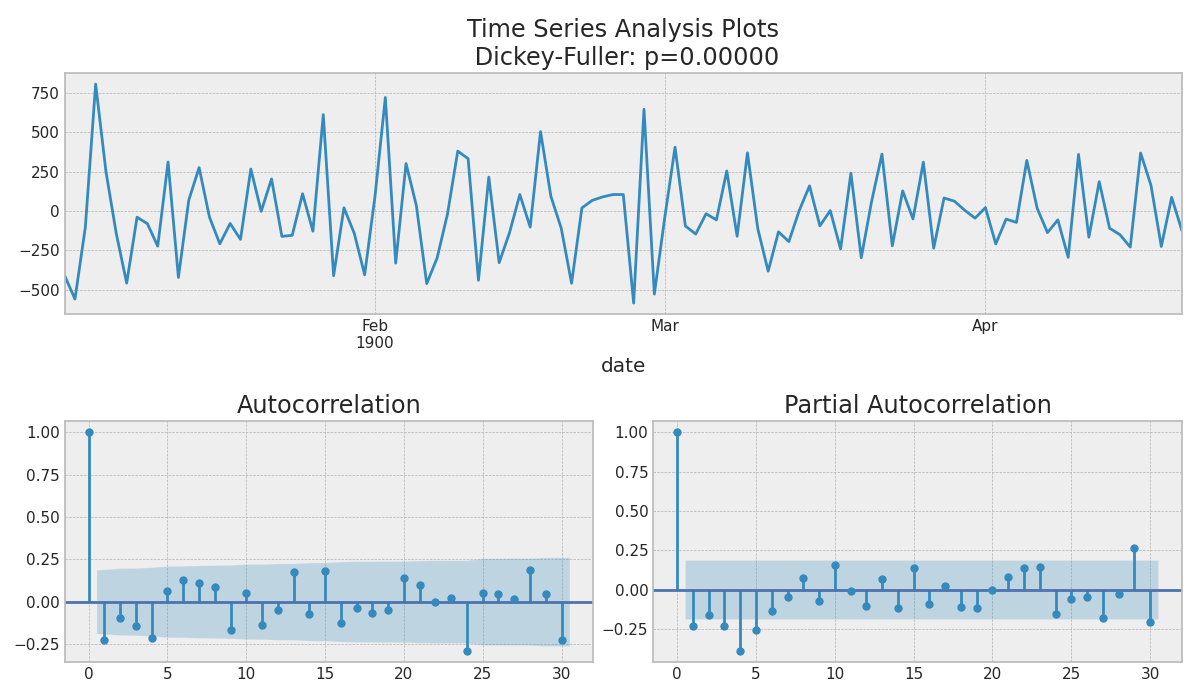 Time Series Analysis Plots
Dickey-Fuller: p=0.00000
750
500
250
0
−250
−500
Feb
1900
Mar
Apr
date
Autocorrelation
1.00
0.75
0.50
0.25
0.00
−0.25
0 5 10 15 20 25 30
Partial Autocorrelation
1.00
0.75
0.50
0.25
0.00
−0.25
0 5 10 15 20 25 30